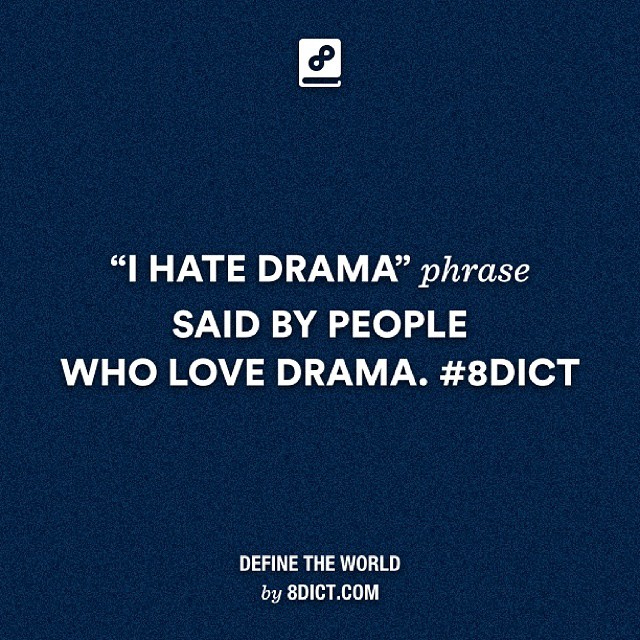 “I HATE DRAMA” phrase
SAID BY PEOPLE
WHO LOVE DRAMA. #8DICT
DEFINE THE WORLD
by 8DICT.COM